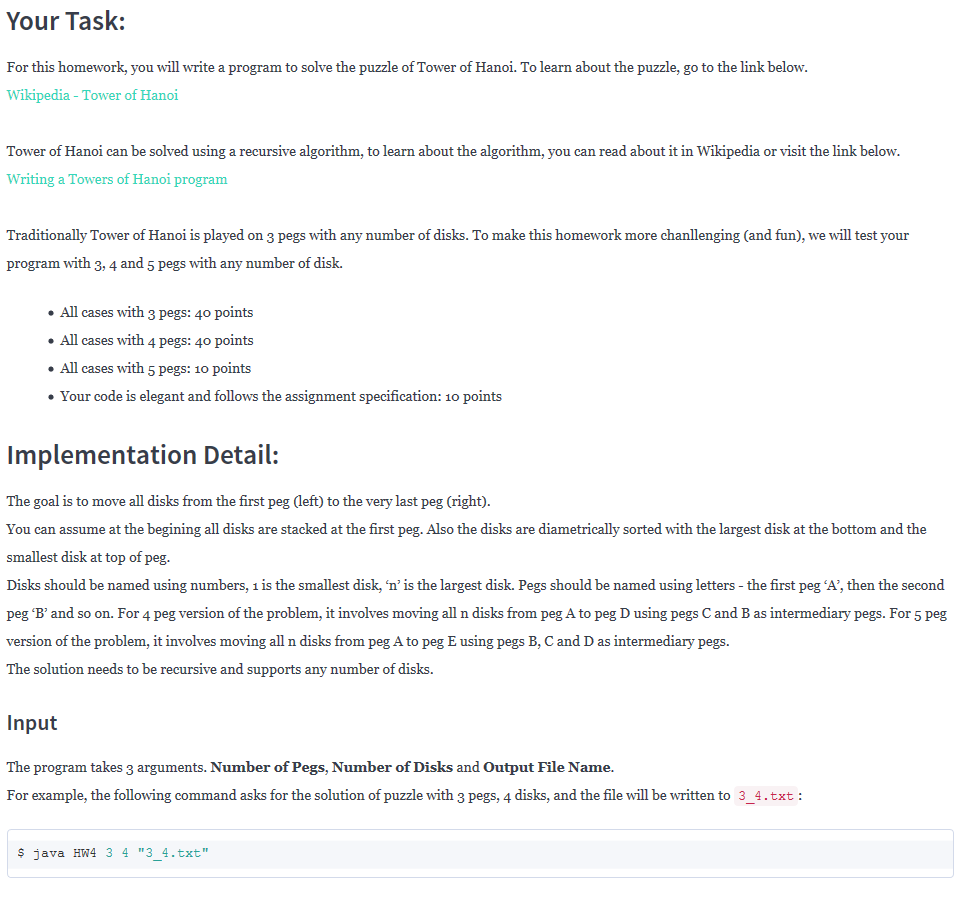 Your Task:
For this homework, you will write a program to solve the puzzle of Tower of Hanoi. To learn about the puzzle, go to the link below.
Wikipedia - Tower of Hanoi
Tower of Hanoi can be solved using a recursive algorithm, to learn about the algorithm, you can read about it in Wikipedia or visit the link below.
Writing a Towers of Hanoi program
Traditionally Tower of Hanoi is played on 3 pegs with any number of disks. To make this homework more chanllenging (and fun), we will test your
program with 3, 4 and 5 pegs with any number of disk.
• All cases with 3 pegs: 40 points
• All cases with 4 pegs: 40 points
• All cases with 5 pegs: 10 points
• Your code is elegant and follows the assignment specification: 10 points
Implementation Detail:
The goal is to move all disks from the first peg (left) to the very last peg (right).
You can assume at the begining all disks are stacked at the first peg. Also the disks are diametrically sorted with the largest disk at the bottom and the
smallest disk at top of peg.
Disks should be named using numbers, 1 is the smallest disk, ‘n’ is the largest disk. Pegs should be named using letters - the first peg ‘A’, then the second
peg ‘B’ and so on. For 4 peg version of the problem, it involves moving all n disks from peg A to peg D using pegs C and B as intermediary pegs. For 5 peg
version of the problem, it involves moving all n disks from peg A to peg E using pegs B, C and D as intermediary pegs.
The solution needs to be recursive and supports any number of disks.
Input
The program takes 3 arguments. Number of Pegs, Number of Disks and Output File Name.
For example, the following command asks for the solution of puzzle with 3 pegs, 4 disks, and the file will be written to 3_4.txt :
$ java HW4 3 4 "3_4.txt"